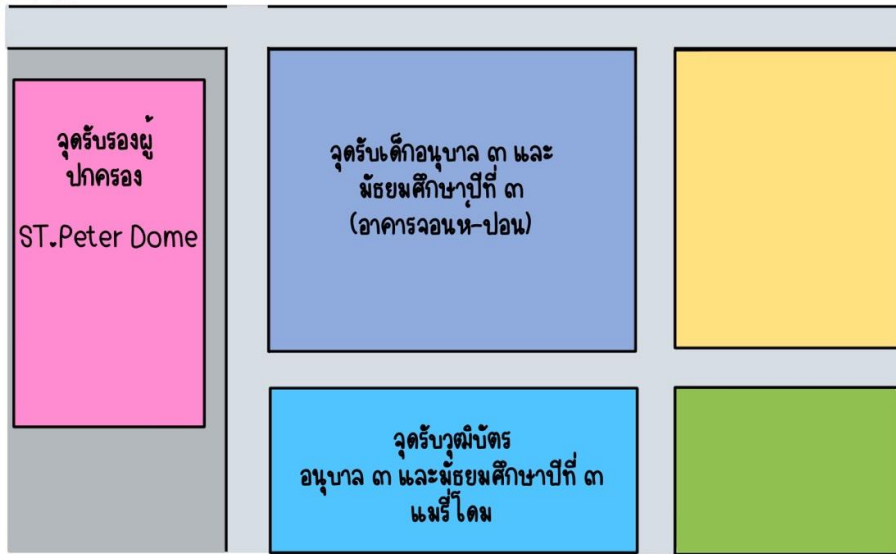 จุดรับรองผู้
ปกครอง
ST.Peter Dome
จุดรับเด็กอนุบาล ๓ และ
มัธยมศึกษาปีที่ ๓
(อาคารจอนห์-ปอน)
จุดรับวุฒิบัตร
อนุบาล ๓ และมัธยมศึกษาปีที่ ๓
แมรี่โดม